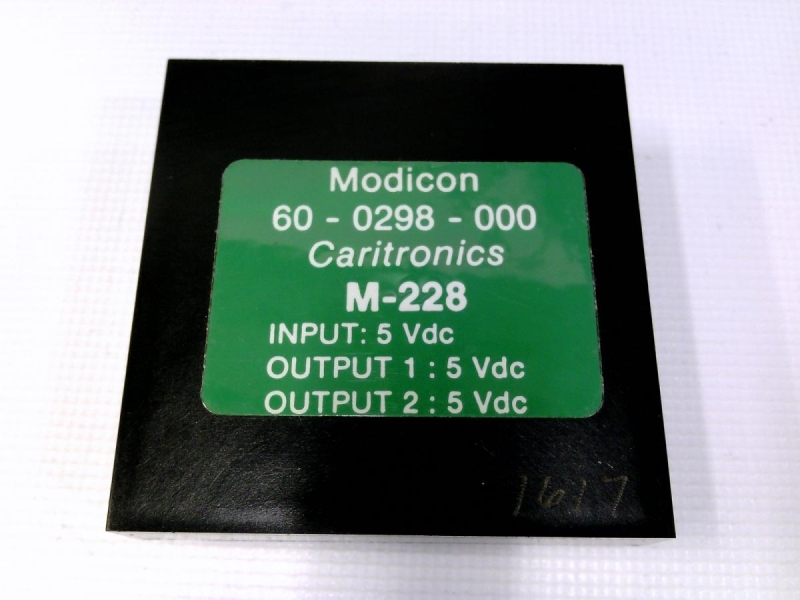 Modicon
60 - 0298 - 000
Caritronics
M-228
INPUT: 5 Vdc
OUTPUT 1 : 5 Vdc
OUTPUT 2 : 5 Vdc
1617